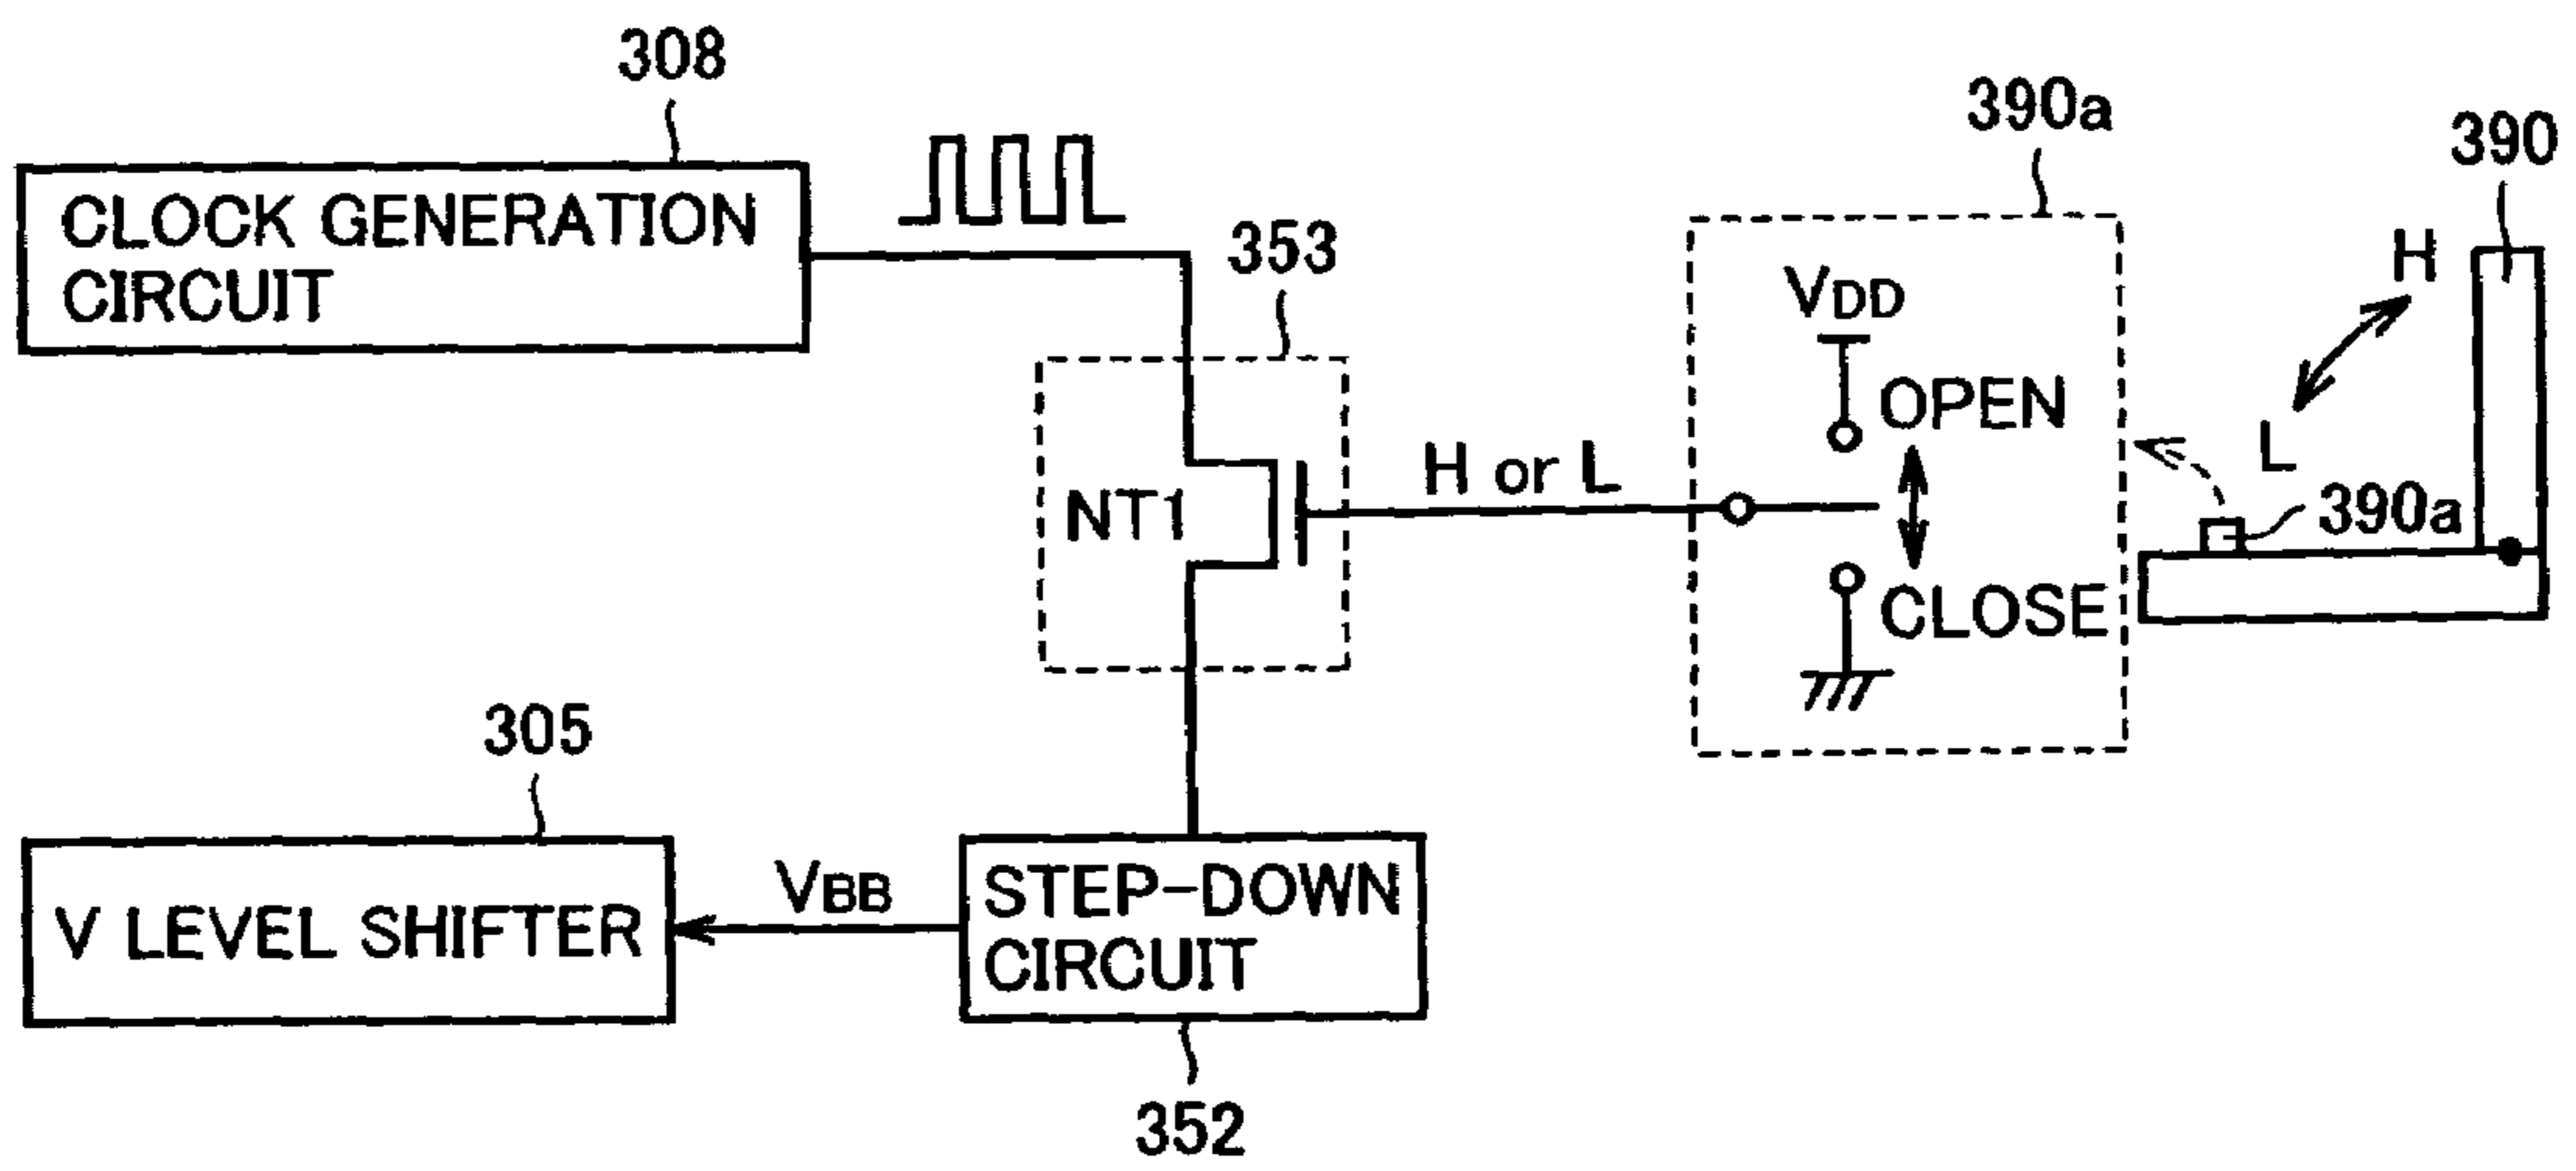 308
390a
390
CLOCK GENERATION
CIRCUIT
353
H
VDD
OPEN
L
H or L
NT1
390a
CLOSE
305
VBB
STEP-DOWN
CIRCUIT
V LEVEL SHIFTER
352